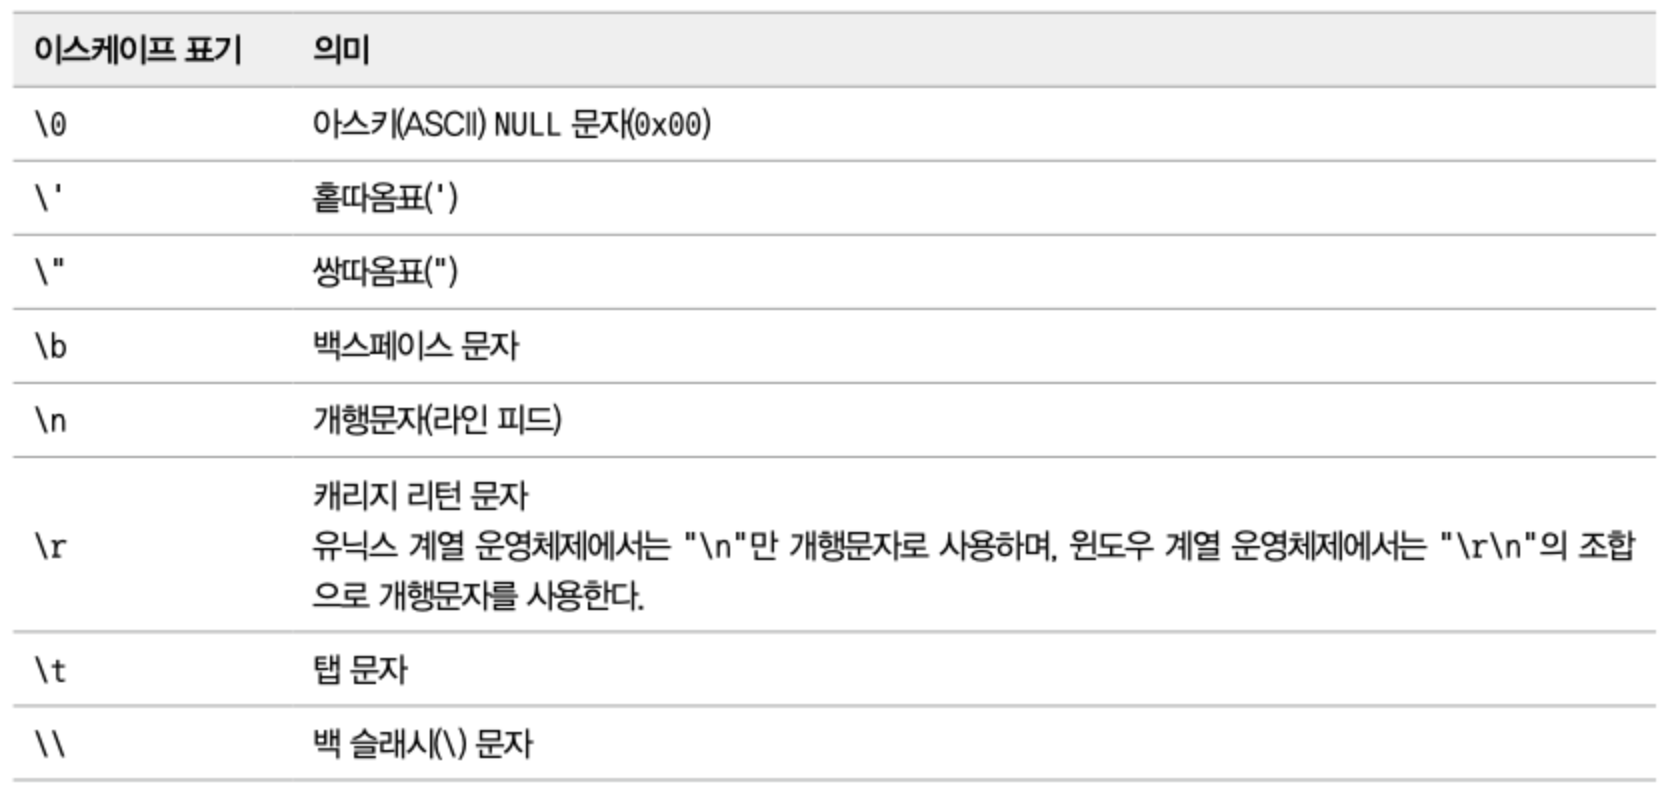 이스케이프 표기 의미
\0 아스키(ASCII) NULL 문자(0x00)
\' 홑따옴표(')
\" 쌍따옴표(")
\b 백스페이스 문자
\n 개행문자(라인 피드)
캐리지 리턴 문자
\r 유닉스 계열 운영체제에서는 "\n"만 개행문자로 사용하며, 윈도우 계열 운영체제에서는 "\r\n"의 조합
으로 개행문자를 사용한다.
\t 탭 문자
\\ 백 슬래시(\) 문자